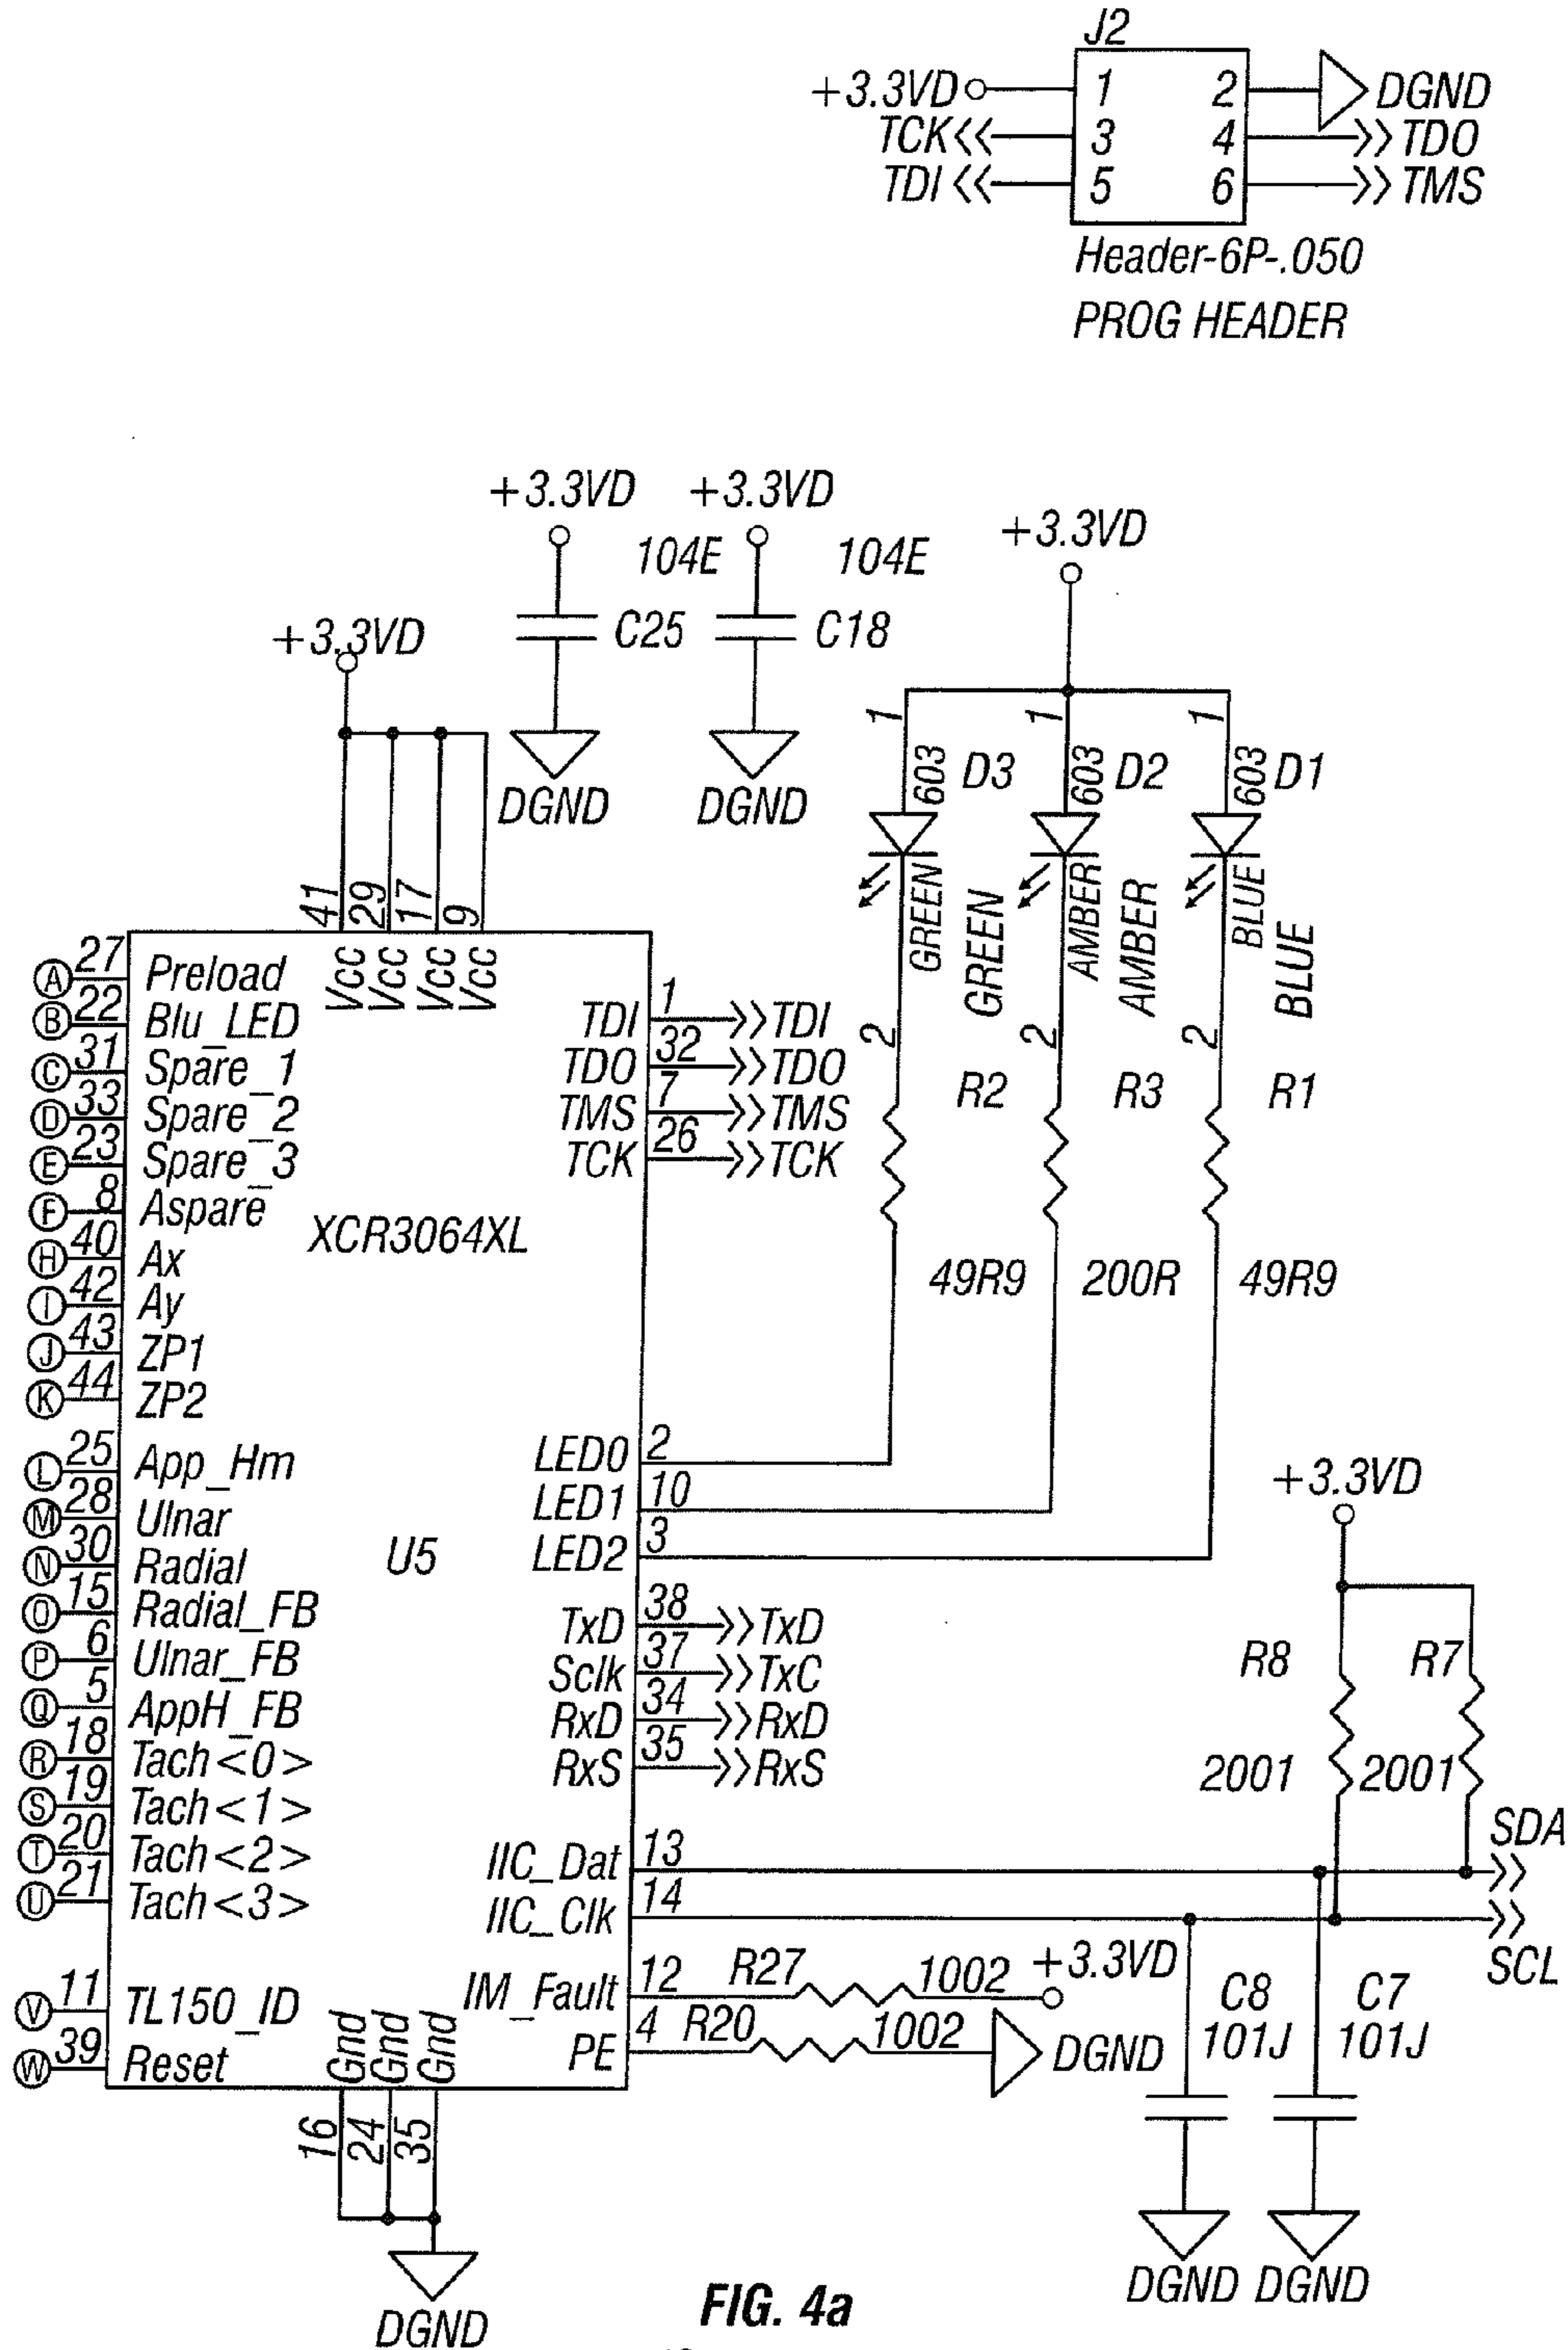 J2
+3.3VD 1 2 DGND
TCK 3 4 TDO
TDI 5 6 TMS
Header-6P-.050
PROG HEADER
+3.3VD +3.3VD
104E 104E
C25 C18
DGND DGND
+3.3VD
+3.3VD
1 1 1
603 D3 603 D2 603 D1
GREEN GREEN AMBER AMBER BLUE BLUE
2 2 2
R2 R3 R1
49R9 200R 49R9
41 29 17 9
Vcc Vcc Vcc Vcc
A 27 Preload
B 22 Blu_LED
C 31 Spare_1
D 33 Spare_2
E 23 Spare_3
F 8 Aspare
H 40 Ax
I 42 Ay
J 43 ZP1
K 44 ZP2
L 25 App_Hm
M 28 Ulnar
N 30 Radial
O 15 Radial_FB
P 6 Ulnar_FB
Q 5 AppH_FB
R 18 Tach<0>
S 19 Tach<1>
T 20 Tach<2>
U 21 Tach<3>
V 11 TL150_ID
W 39 Reset
XCR3064XL
U5
TDI 1 TDI
TDO 32 TDO
TMS 7 TMS
TCK 26 TCK
LED0 2
LED1 10
LED2 3
TxD 38 TxD
Sclk 37 TxC
RxD 34 RxD
RxS 35 RxS
IIC_Dat 13
IIC_Clk 14
IM_Fault 12 R27 1002 +3.3VD
PE 4 R20 1002 DGND
+3.3VD
R8 R7
2001 2001
SDA
SCL
C8 C7
101J 101J
DGND DGND
Gnd Gnd Gnd
16 24 35
DGND
FIG. 4a